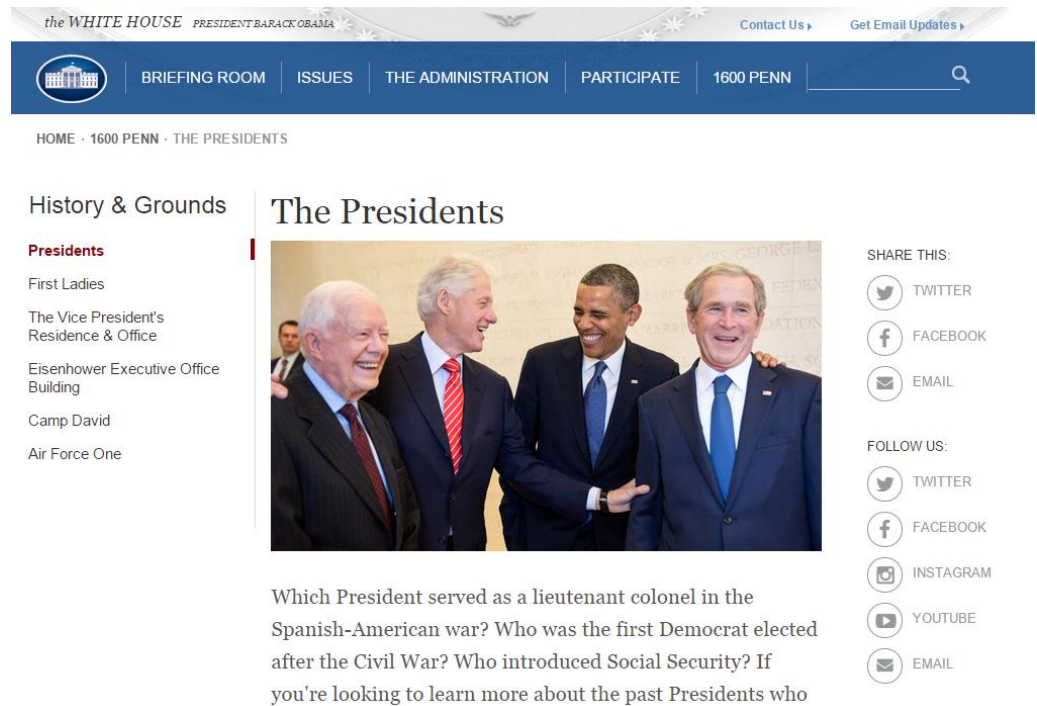 the WHITE HOUSE PRESIDENT BARACK OBAMA
Contact Us
Get Email Updates
BRIEFING ROOM
ISSUES
THE ADMINISTRATION
PARTICIPATE
1600 PENN
HOME · 1600 PENN · THE PRESIDENTS
History & Grounds
Presidents
First Ladies
The Vice President's
Residence & Office
Eisenhower Executive Office
Building
Camp David
Air Force One
The Presidents
MRS. GEORGE
Which President served as a lieutenant colonel in the
Spanish-American war? Who was the first Democrat elected
after the Civil War? Who introduced Social Security? If
you're looking to learn more about the past Presidents who
SHARE THIS:
TWITTER
FACEBOOK
EMAIL
FOLLOW US:
TWITTER
FACEBOOK
INSTAGRAM
YOUTUBE
EMAIL